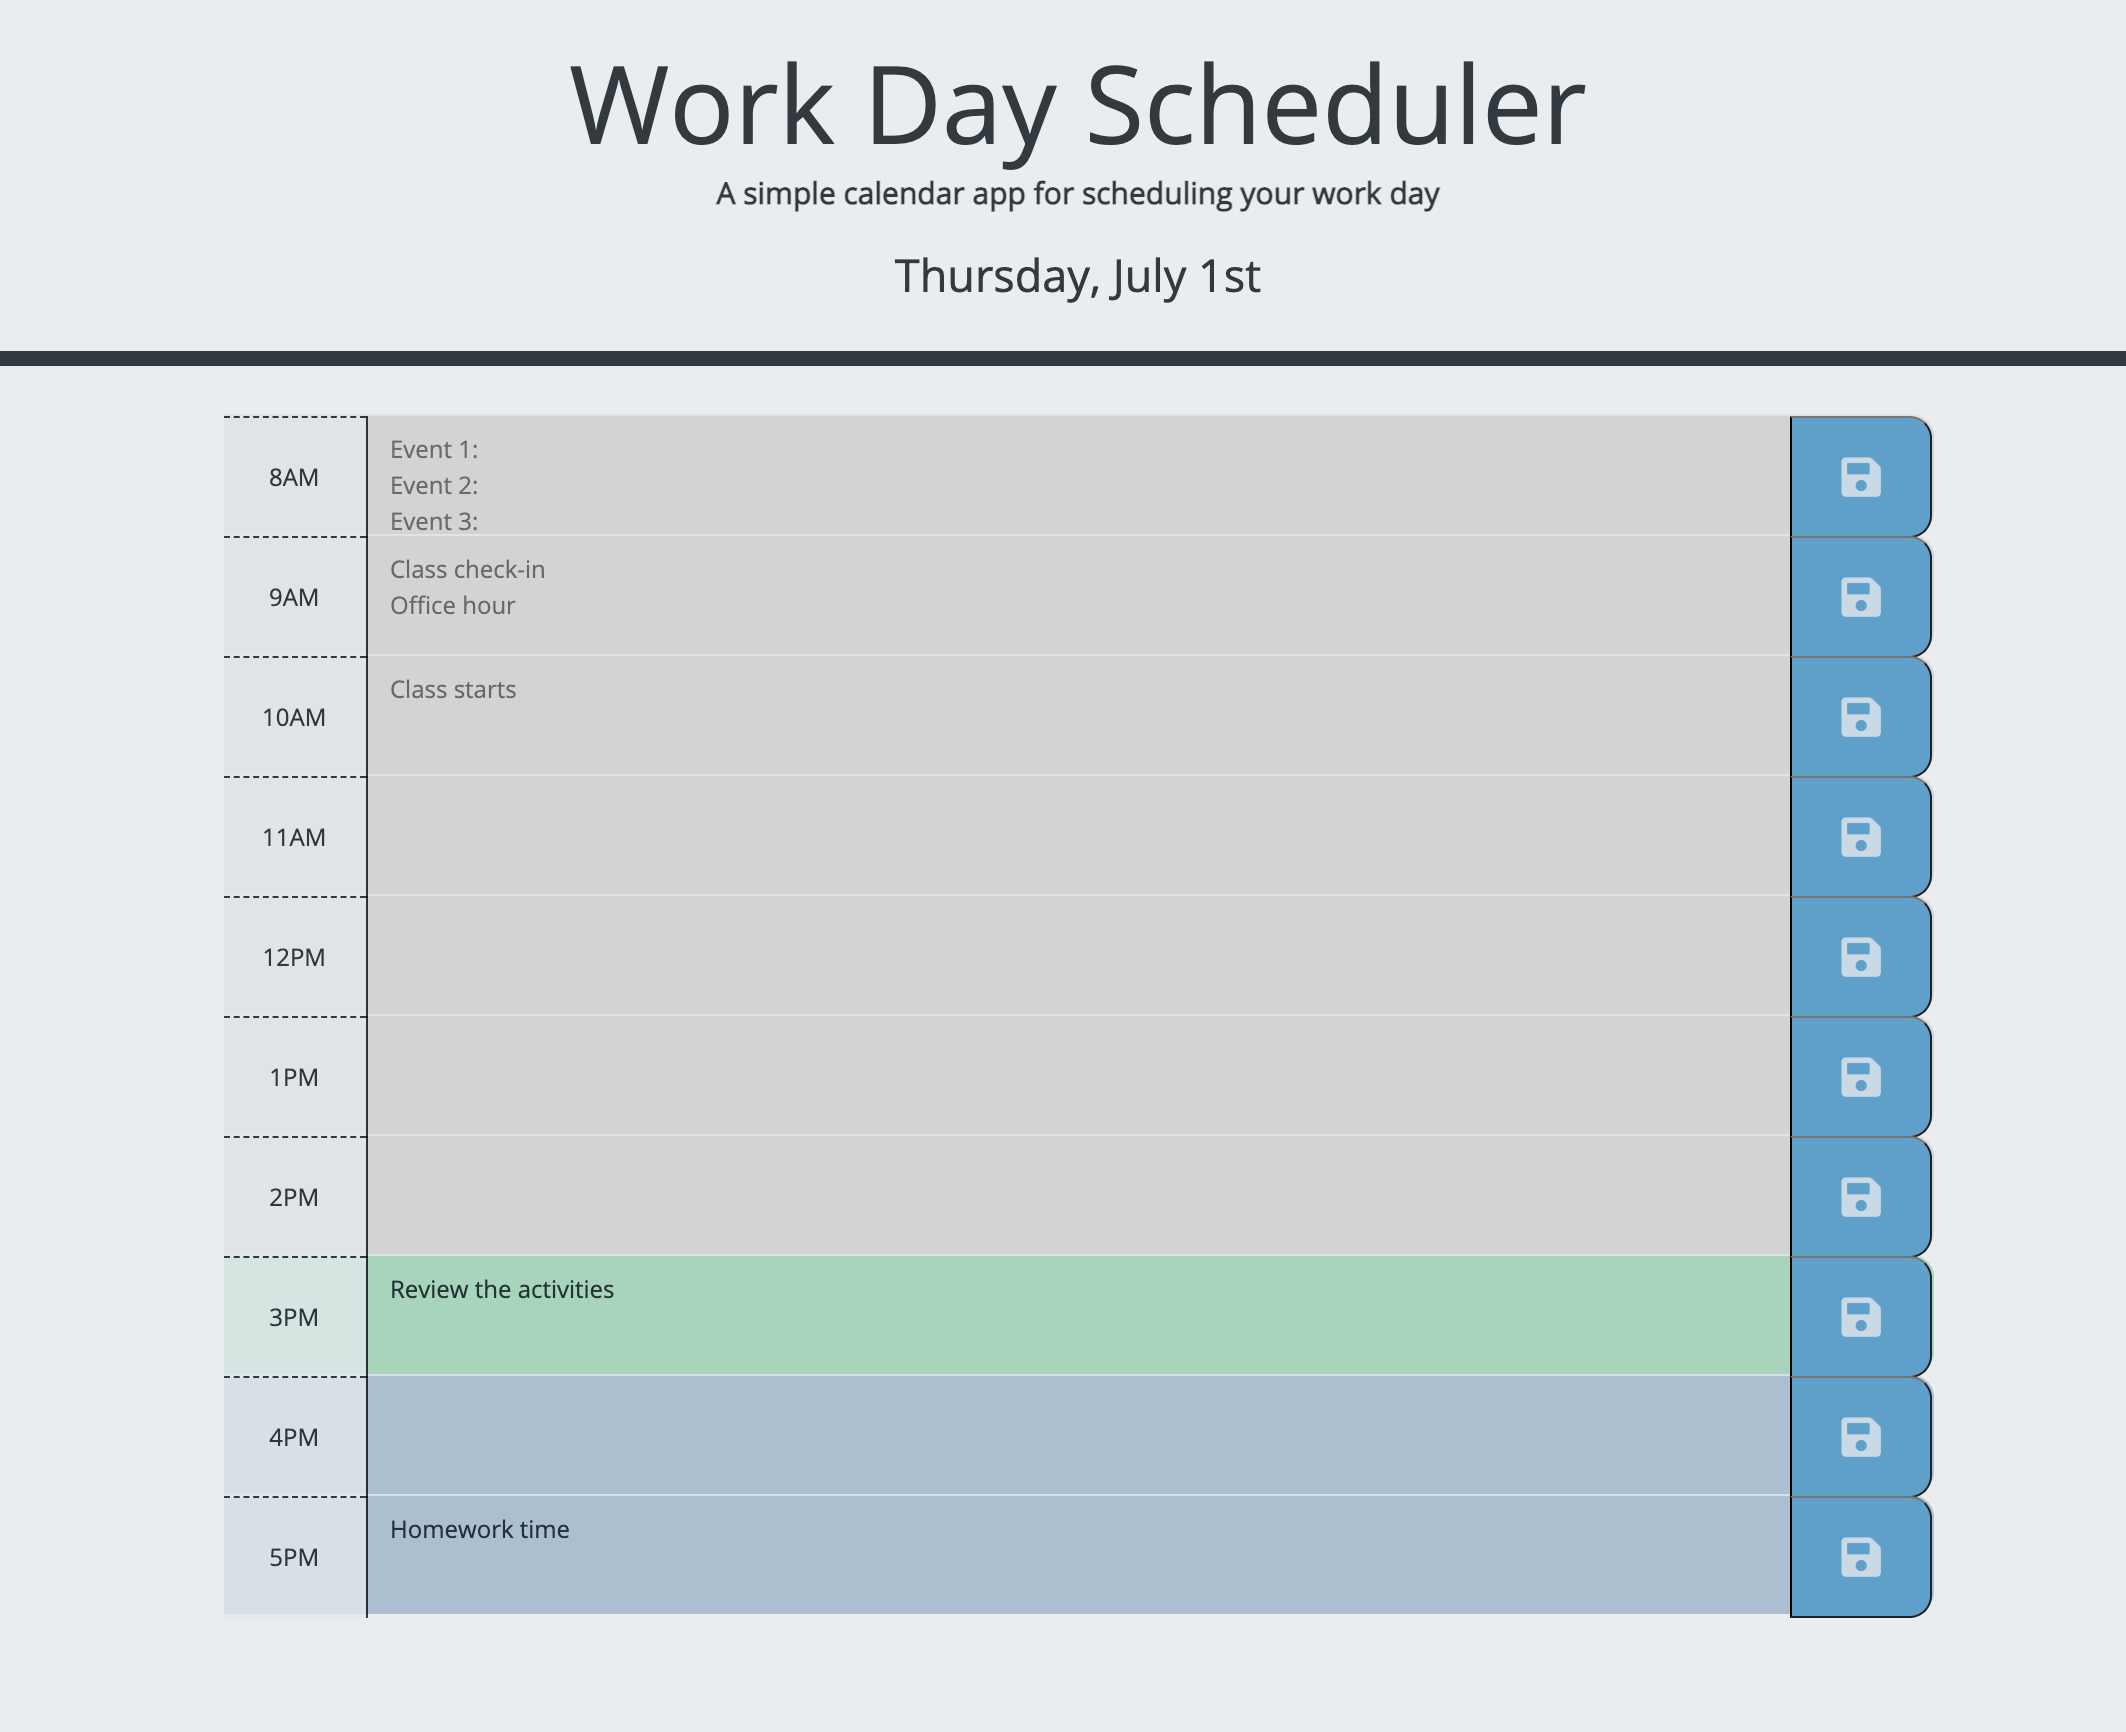 Work Day Scheduler
A simple calendar app for scheduling your work day
Thursday, July 1st
8AM
Event 1:
Event 2:
Event 3:
9AM
Class check-in
Office hour
10AM
Class starts
11AM
12PM
1PM
2PM
3PM
Review the activities
4PM
5PM
Homework time